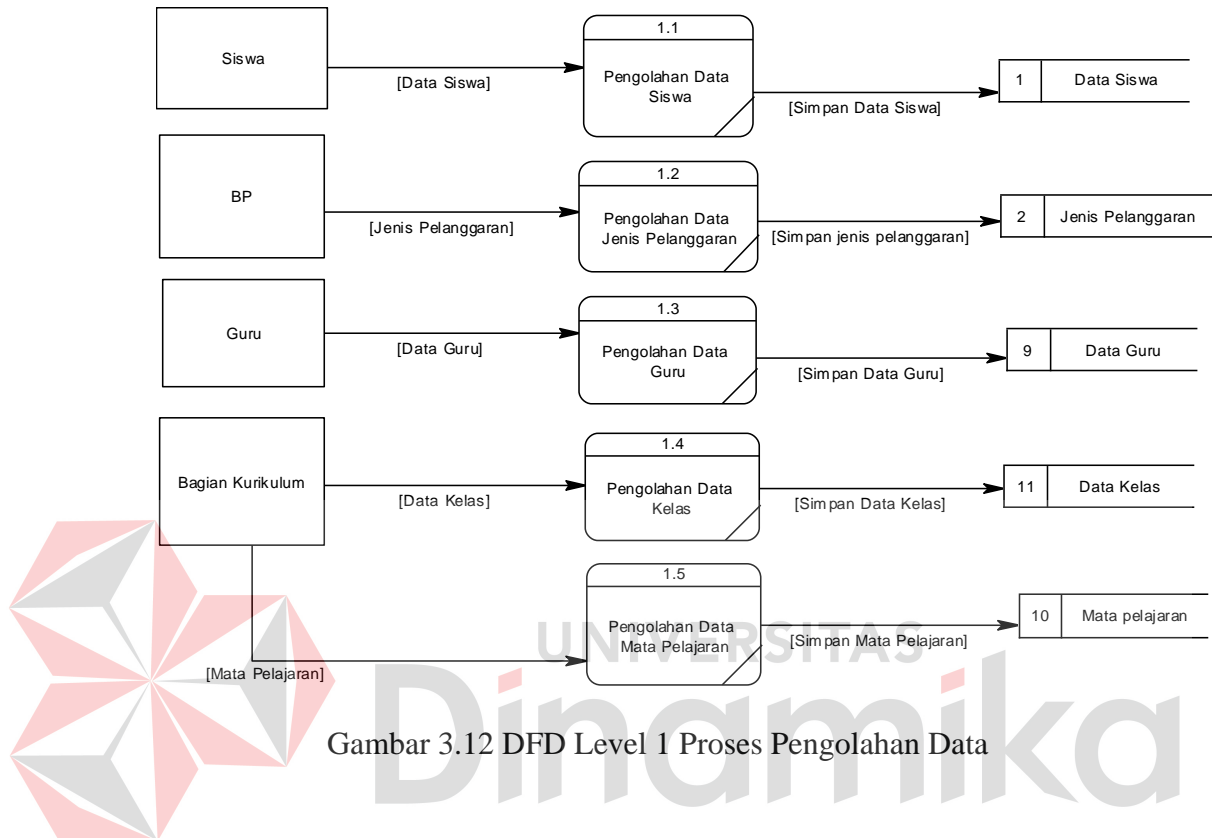 1.1
Siswa
Pengolahan Data
Siswa
[Data Siswa]
1
Data Siswa
[Simpan Data Siswa]
1.2
BP
Pengolahan Data
Jenis Pelanggaran
[Jenis Pelanggaran]
2
Jenis Pelanggaran
[Simpan jenis pelanggaran]
1.3
Guru
Pengolahan Data
Guru
[Data Guru]
9
Data Guru
[Simpan Data Guru]
1.4
Bagian Kurikulum
Pengolahan Data
Kelas
[Data Kelas]
11
Data Kelas
[Simpan Data Kelas]
1.5
Pengolahan Data
Mata Pelajaran
[Mata Pelajaran]
10
Mata pelajaran
[Simpan Mata Pelajaran]
UNIVERSITAS
Dinamika
Gambar 3.12 DFD Level 1 Proses Pengolahan Data